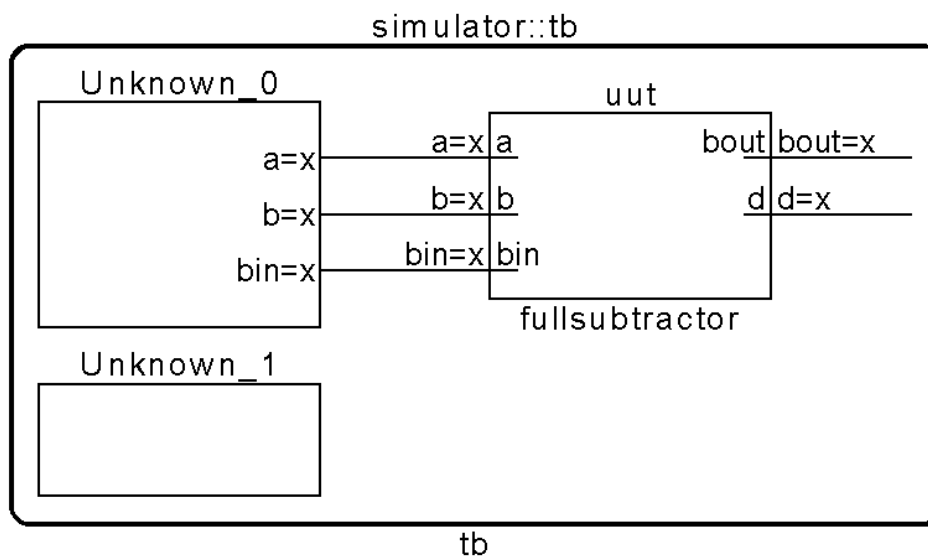 simulator::tb
Unknown_0
uut
a=x a=x a bout bout=x
b=x b=x b d d=x
bin=x bin=x bin
fullsubtractor
Unknown_1
tb